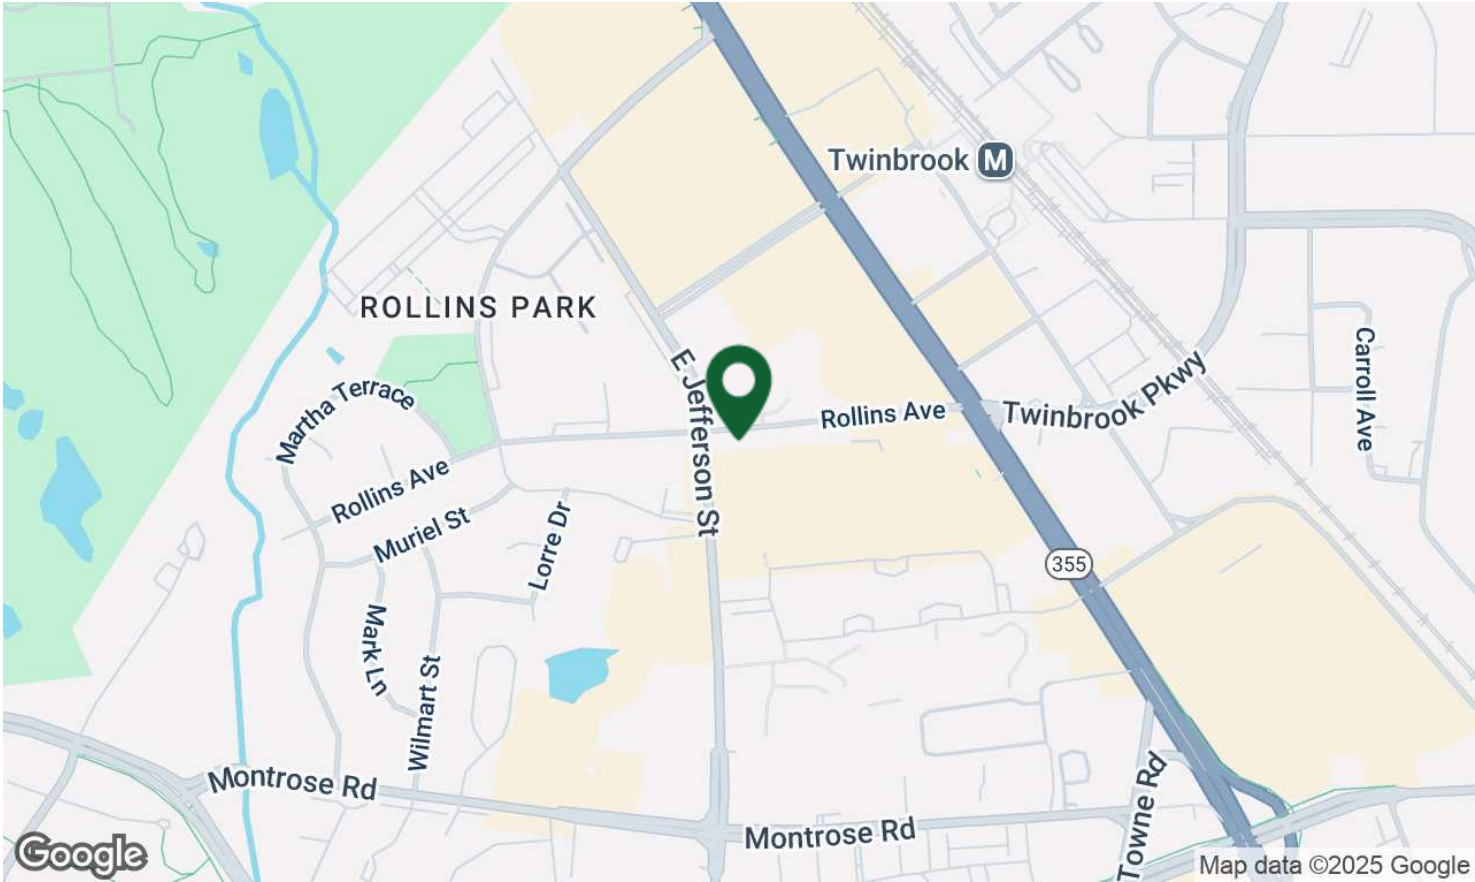 Twinbrook M
ROLLINS PARK
E Jefferson St
Carroll Ave
Martha Terrace
Rollins Ave
Twinbrook Pkwy
Rollins Ave
Muriel St
Lorre Dr
355
Mark Ln
Wilmart St
Montrose Rd
Montrose Rd
Towne Rd
Google
Map data ©2025 Google